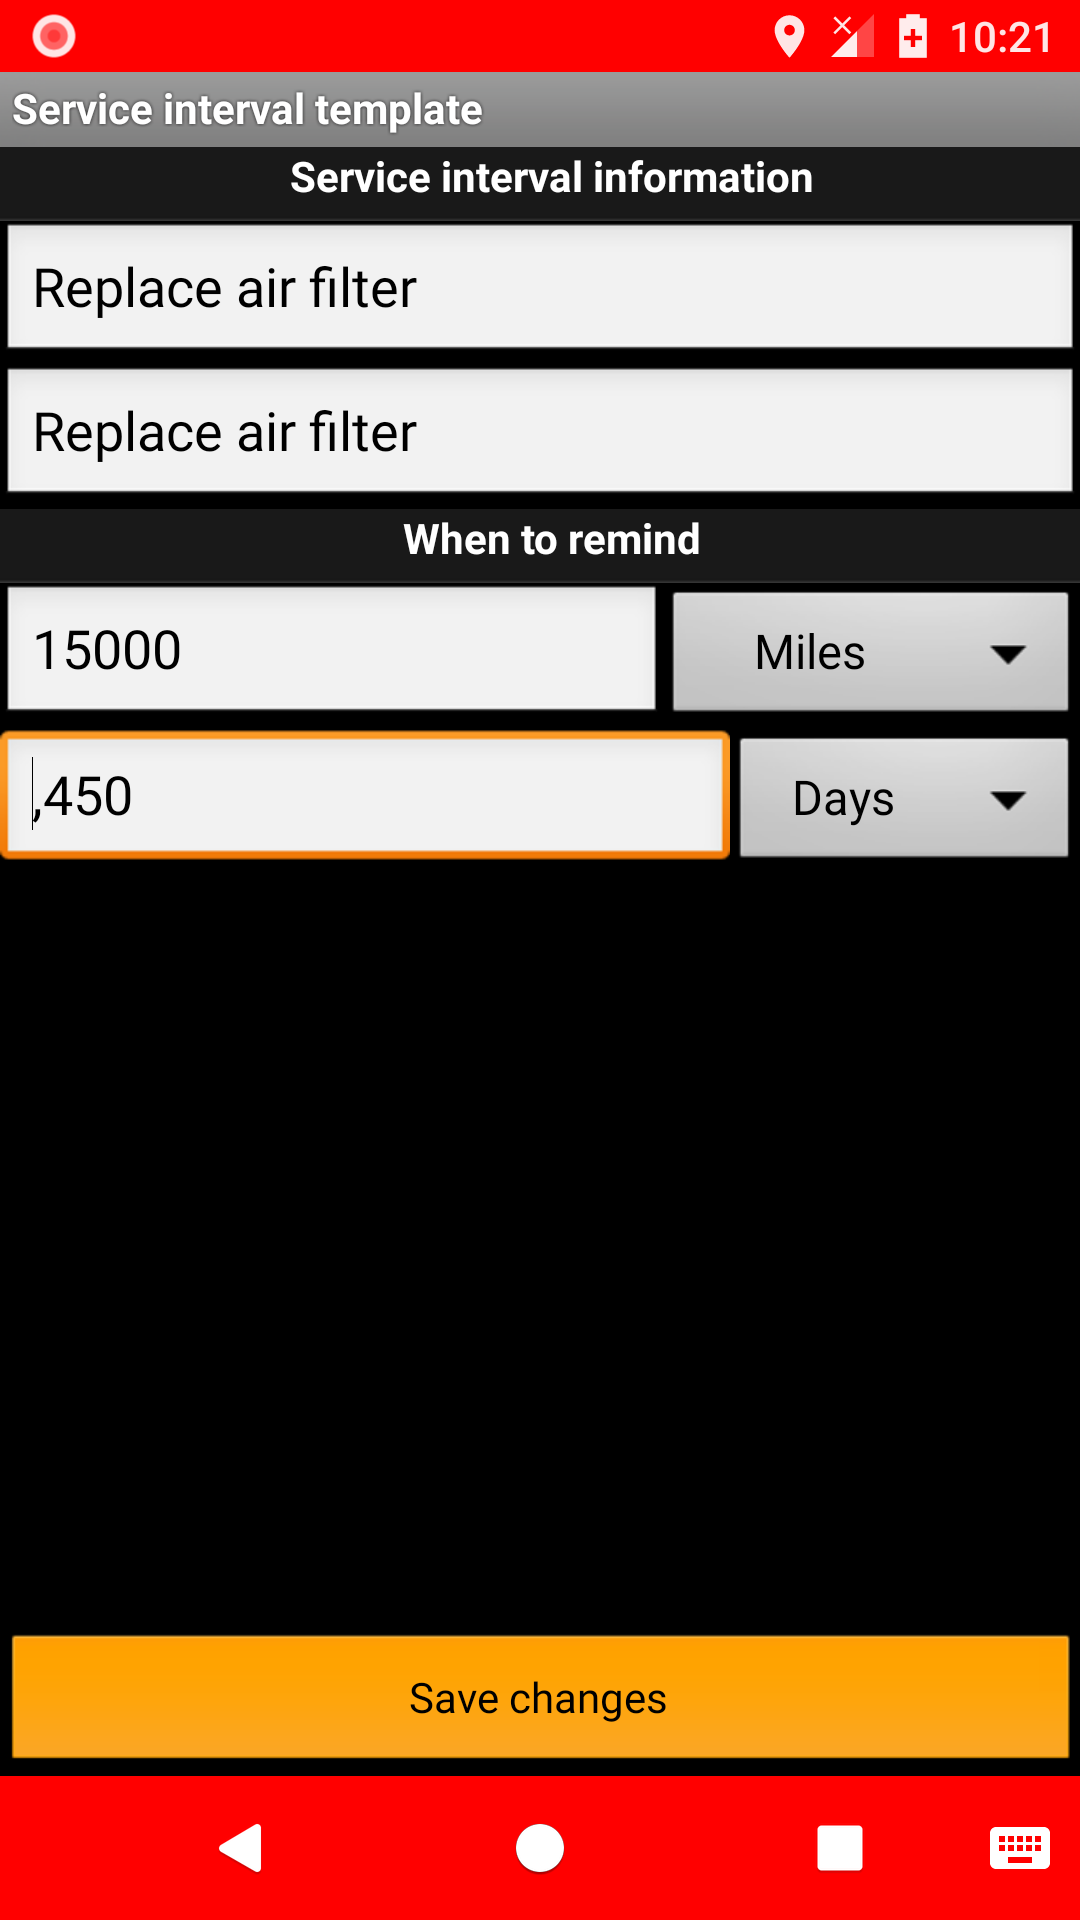 10:21
Service interval template
Service interval information
Replace air filter
Replace air filter
When to remind
15000
Miles
,450
Days
Save changes